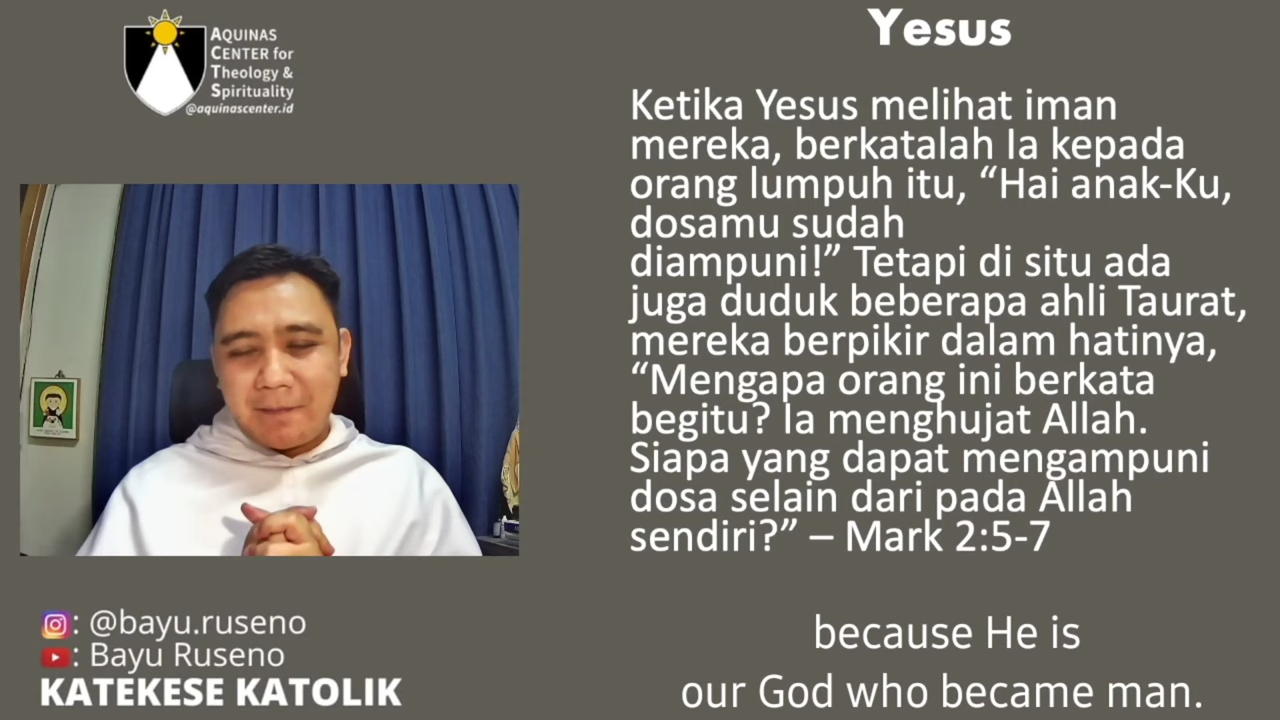 AQUINAS
CENTER for
Theology &
Spirituality
@aquinascenter.id
Yesus
Ketika Yesus melihat iman
mereka, berkatalah Ia kepada
orang lumpuh itu, “Hai anak-Ku,
dosamu sudah
diampuni!” Tetapi di situ ada
juga duduk beberapa ahli Taurat,
mereka berpikir dalam hatinya,
“Mengapa orang ini berkata
begitu? Ia menghujat Allah.
Siapa yang dapat mengampuni
dosa selain dari pada Allah
sendiri?” – Mark 2:5-7
: @bayu.ruseno
: Bayu Ruseno
KATEKESE KATOLIK
because He is
our God who became man.